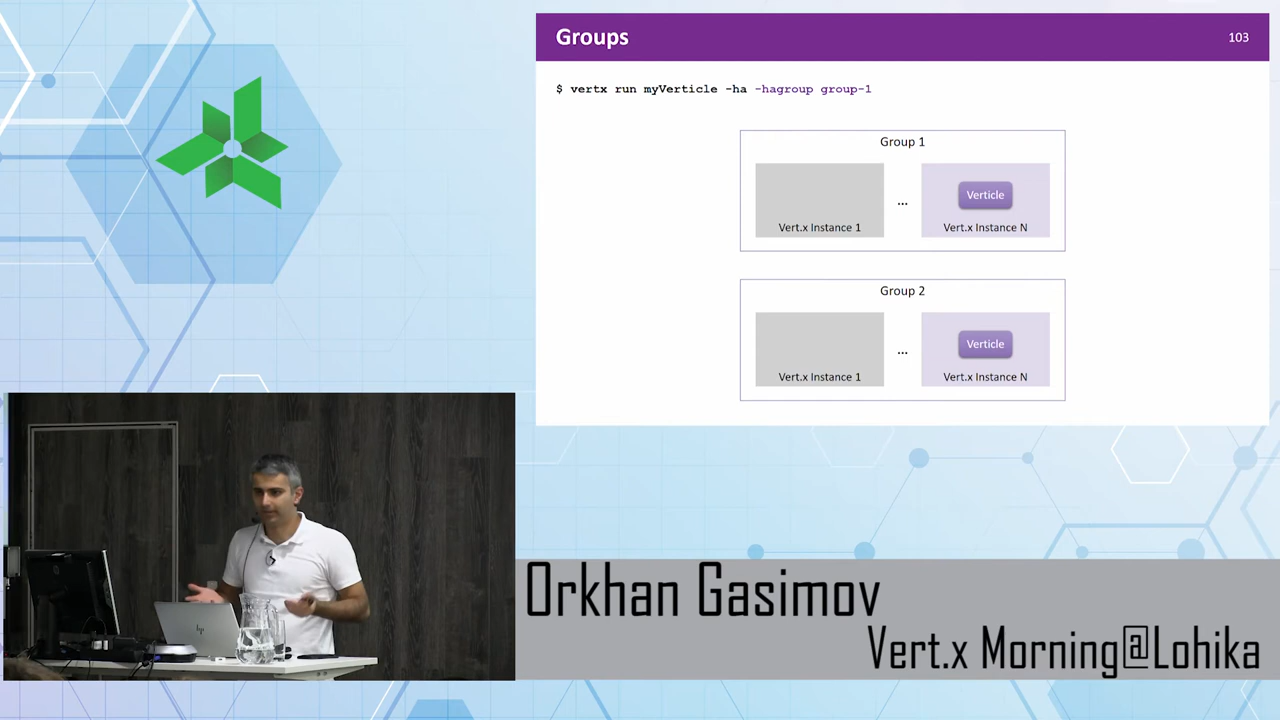 Groups
103
$ vertx run myVerticle -ha -hagroup group-1
Group 1
Verticle
...
Vert.x Instance 1
Vert.x Instance N
Group 2
Verticle
...
Vert.x Instance 1
Vert.x Instance N
hp
Orkhan Gasimov
Vert.x Morning@Lohika